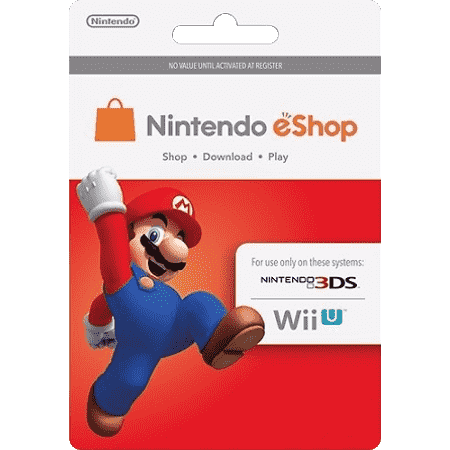 Nintendo
NO VALUE UNTIL ACTIVATED AT REGISTER
Nintendo eShop
Shop • Download • Play
M
For use only on these systems:
NINTENDO 3DS
Wii U